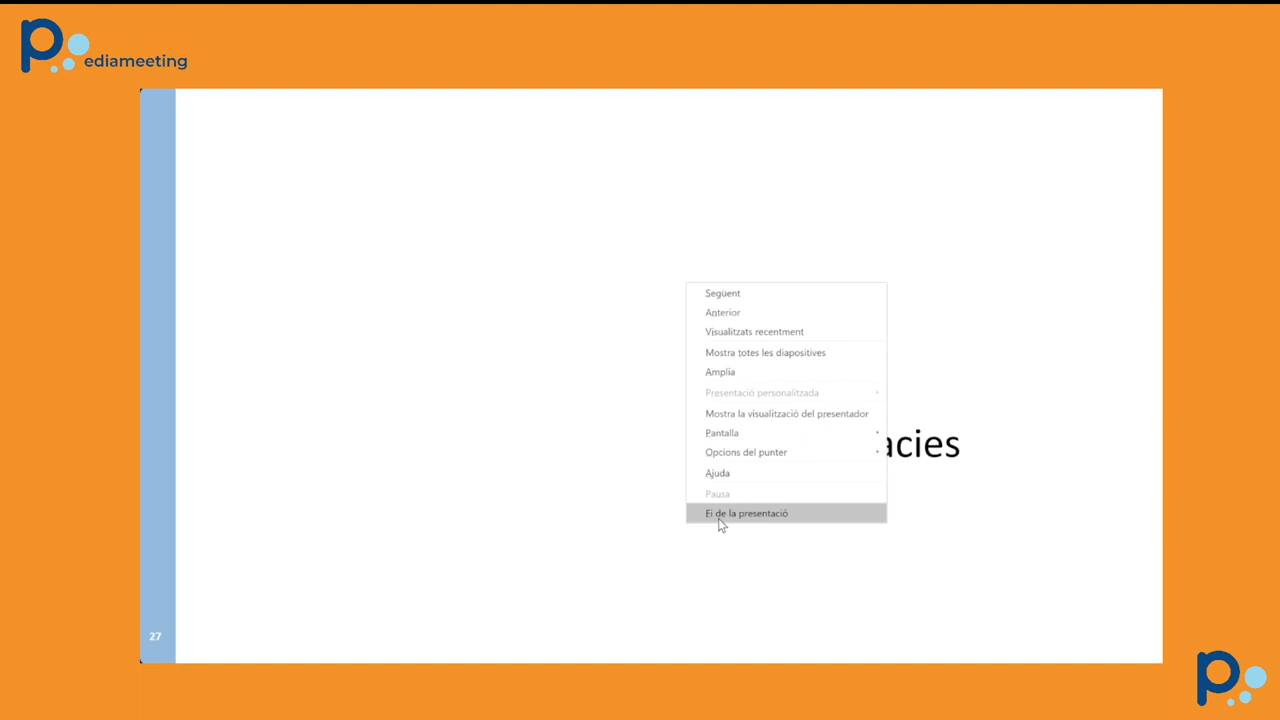 pediameeting
Següent
Anterior
Visualitzats recentment
Mostra totes les diapositives
Amplia
Presentació personalitzada
Mostra la visualització del presentador
Pantalla
acies
Opcions del punter
Ajuda
Pausa
Fi de la presentació
27
p